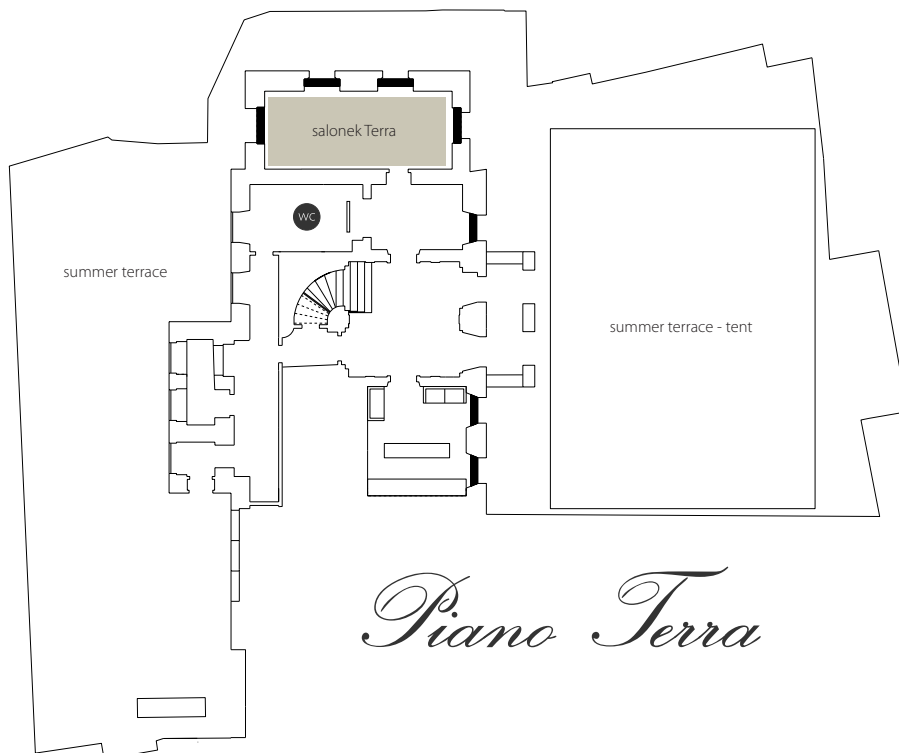 salonek Terra
WC
summer terrace
summer terrace - tent
Piano Terra